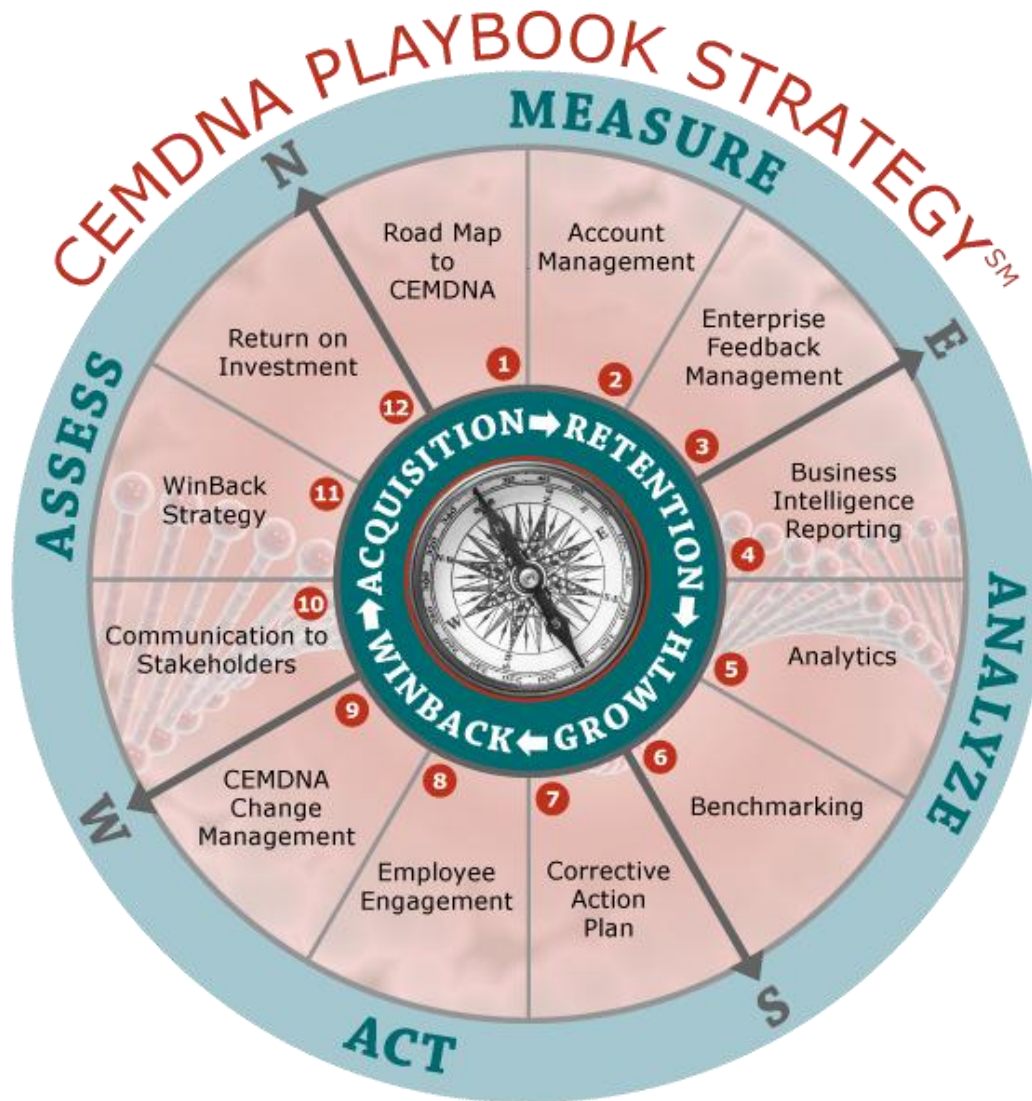 CEMDNA PLAYBOOK STRATEGY SM
MEASURE
ANALYZE
ACT
ASSESS
N
E
S
W
Road Map
to
CEMDNA
1
Account
Management
2
Enterprise
Feedback
Management
3
Business
Intelligence
Reporting
4
Analytics
5
Benchmarking
6
Corrective
Action
Plan
7
Employee
Engagement
8
CEMDNA
Change
Management
9
Communication to
Stakeholders
10
WinBack
Strategy
11
Return on
Investment
12
ACQUISITION
RETENTION
GROWTH
WINBACK